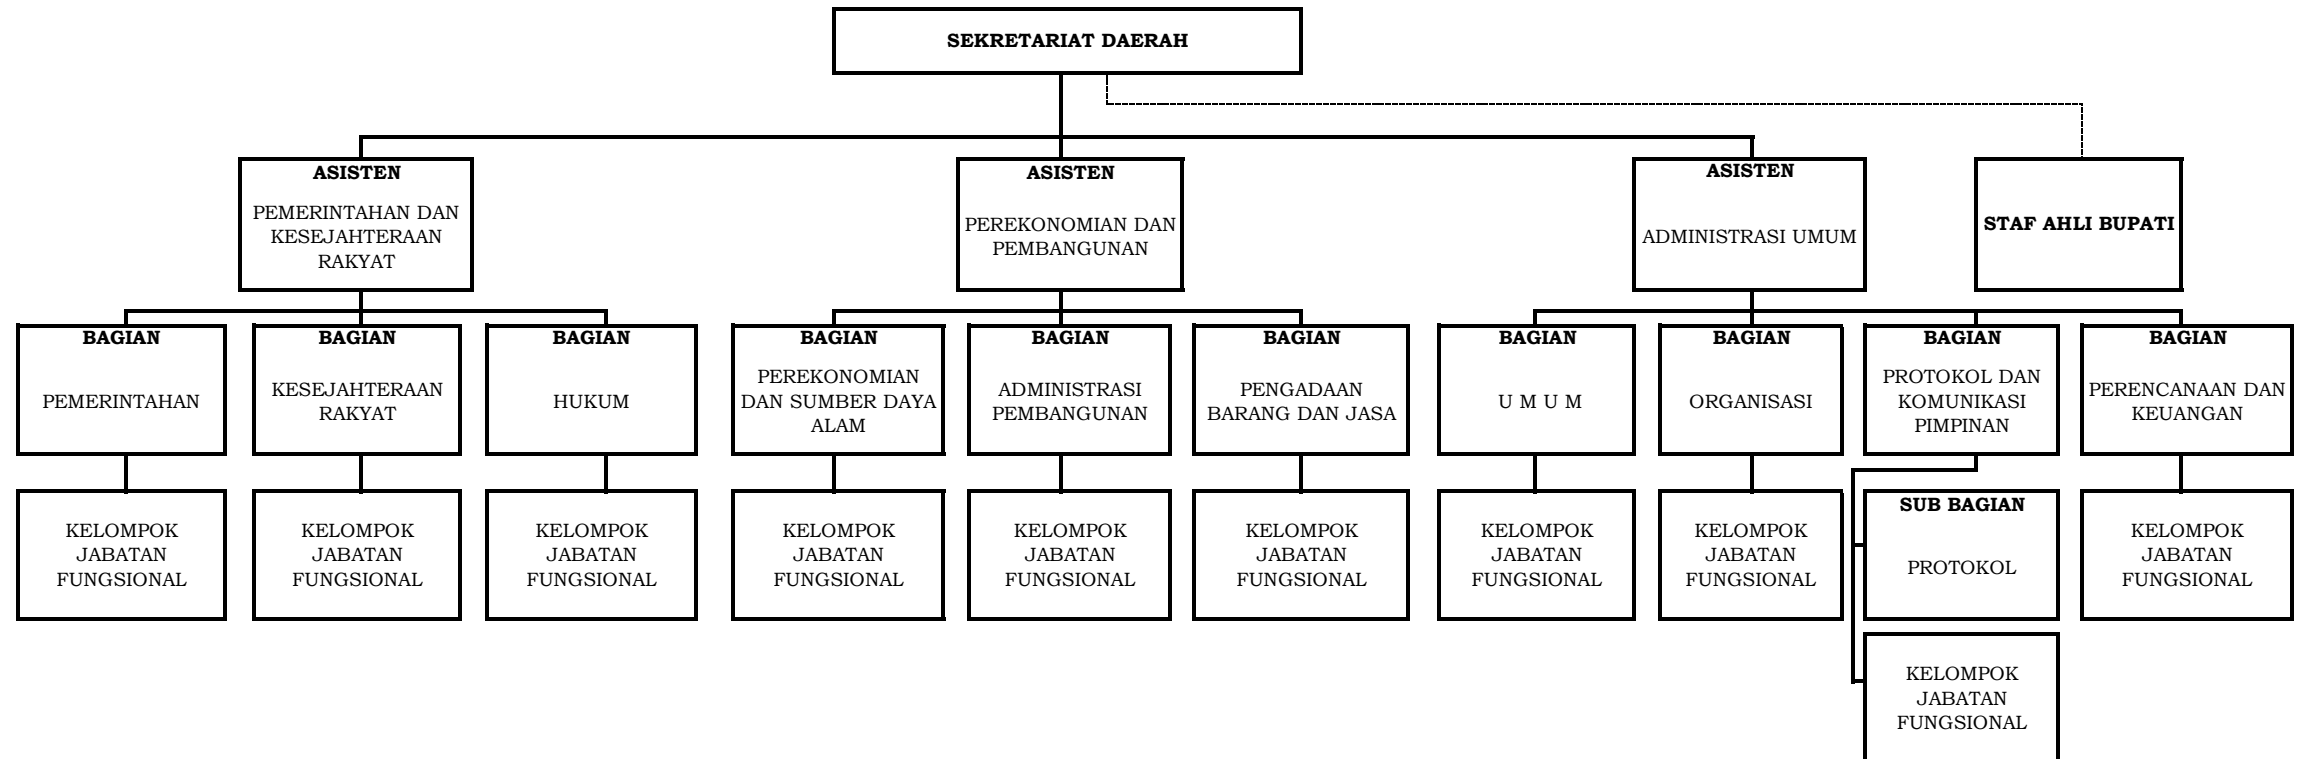 SEKRETARIAT DAERAH
ASISTEN
PEMERINTAHAN DAN
KESEJAHTERAAN
RAKYAT
ASISTEN
PEREKONOMIAN DAN
PEMBANGUNAN
ASISTEN
ADMINISTRASI UMUM
STAF AHLI BUPATI
BAGIAN
PEMERINTAHAN
BAGIAN
KESEJAHTERAAN
RAKYAT
BAGIAN
HUKUM
BAGIAN
PEREKONOMIAN
DAN SUMBER DAYA
ALAM
BAGIAN
ADMINISTRASI
PEMBANGUNAN
BAGIAN
PENGADAAN
BARANG DAN JASA
BAGIAN
U M U M
BAGIAN
ORGANISASI
BAGIAN
PROTOKOL DAN
KOMUNIKASI
PIMPINAN
BAGIAN
PERENCANAAN DAN
KEUANGAN
KELOMPOK
JABATAN
FUNGSIONAL
KELOMPOK
JABATAN
FUNGSIONAL
KELOMPOK
JABATAN
FUNGSIONAL
KELOMPOK
JABATAN
FUNGSIONAL
KELOMPOK
JABATAN
FUNGSIONAL
KELOMPOK
JABATAN
FUNGSIONAL
KELOMPOK
JABATAN
FUNGSIONAL
KELOMPOK
JABATAN
FUNGSIONAL
SUB BAGIAN
PROTOKOL
KELOMPOK
JABATAN
FUNGSIONAL
KELOMPOK
JABATAN
FUNGSIONAL